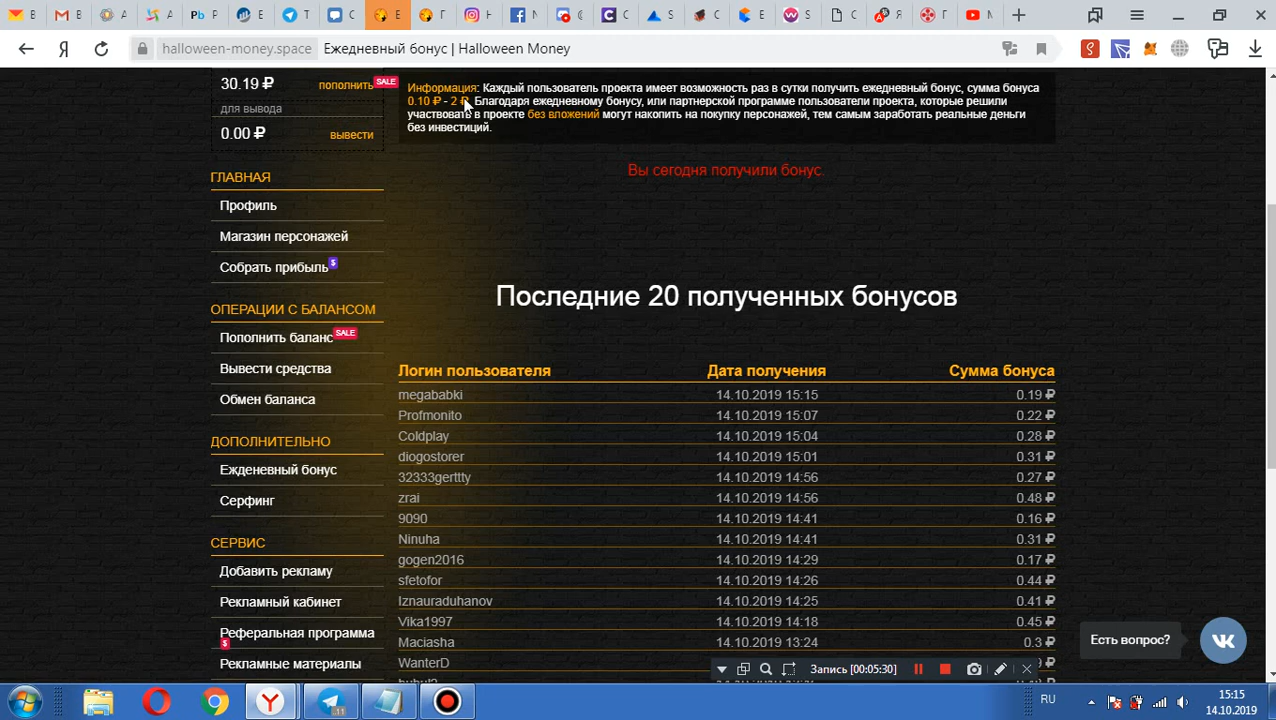 halloween-money.space Ежедневный бонус | Halloween Money
30.19 ₽ пополнить SALE
для вывода
0.00 ₽ вывести
Информация: Каждый пользователь проекта имеет возможность раз в сутки получить ежедневный бонус, сумма бонуса
0.10 ₽ - 2 ₽. Благодаря ежедневному бонусу, или партнерской программе пользователи проекта, которые решили
участвовать в проекте без вложений могут накопить на покупку персонажей, тем самым заработать реальные деньги
без инвестиций.
Вы сегодня получили бонус.
ГЛАВНАЯ
Профиль
Магазин персонажей
Собрать прибыль $
ОПЕРАЦИИ С БАЛАНСОМ
Пополнить баланс SALE
Вывести средства
Обмен баланса
ДОПОЛНИТЕЛЬНО
Ежденевный бонус
Серфинг
СЕРВИС
Добавить рекламу
Рекламный кабинет
Реферальная программа
$
Рекламные материалы
Последние 20 полученных бонусов
Логин пользователя Дата получения Сумма бонуса
megababki 14.10.2019 15:15 0.19 ₽
Profmonito 14.10.2019 15:07 0.22 ₽
Coldplay 14.10.2019 15:04 0.28 ₽
diogostorer 14.10.2019 15:01 0.31 ₽
32333gerttty 14.10.2019 14:56 0.27 ₽
zrai 14.10.2019 14:56 0.48 ₽
9090 14.10.2019 14:41 0.16 ₽
Ninuha 14.10.2019 14:41 0.31 ₽
gogen2016 14.10.2019 14:29 0.17 ₽
sfetofor 14.10.2019 14:26 0.44 ₽
Iznauraduhanov 14.10.2019 14:25 0.41 ₽
Vika1997 14.10.2019 14:18 0.45 ₽
Maciasha 14.10.2019 13:24 0.3 ₽
WanterD
Есть вопрос?
Запись [00:05:30]
RU
15:15
14.10.2019